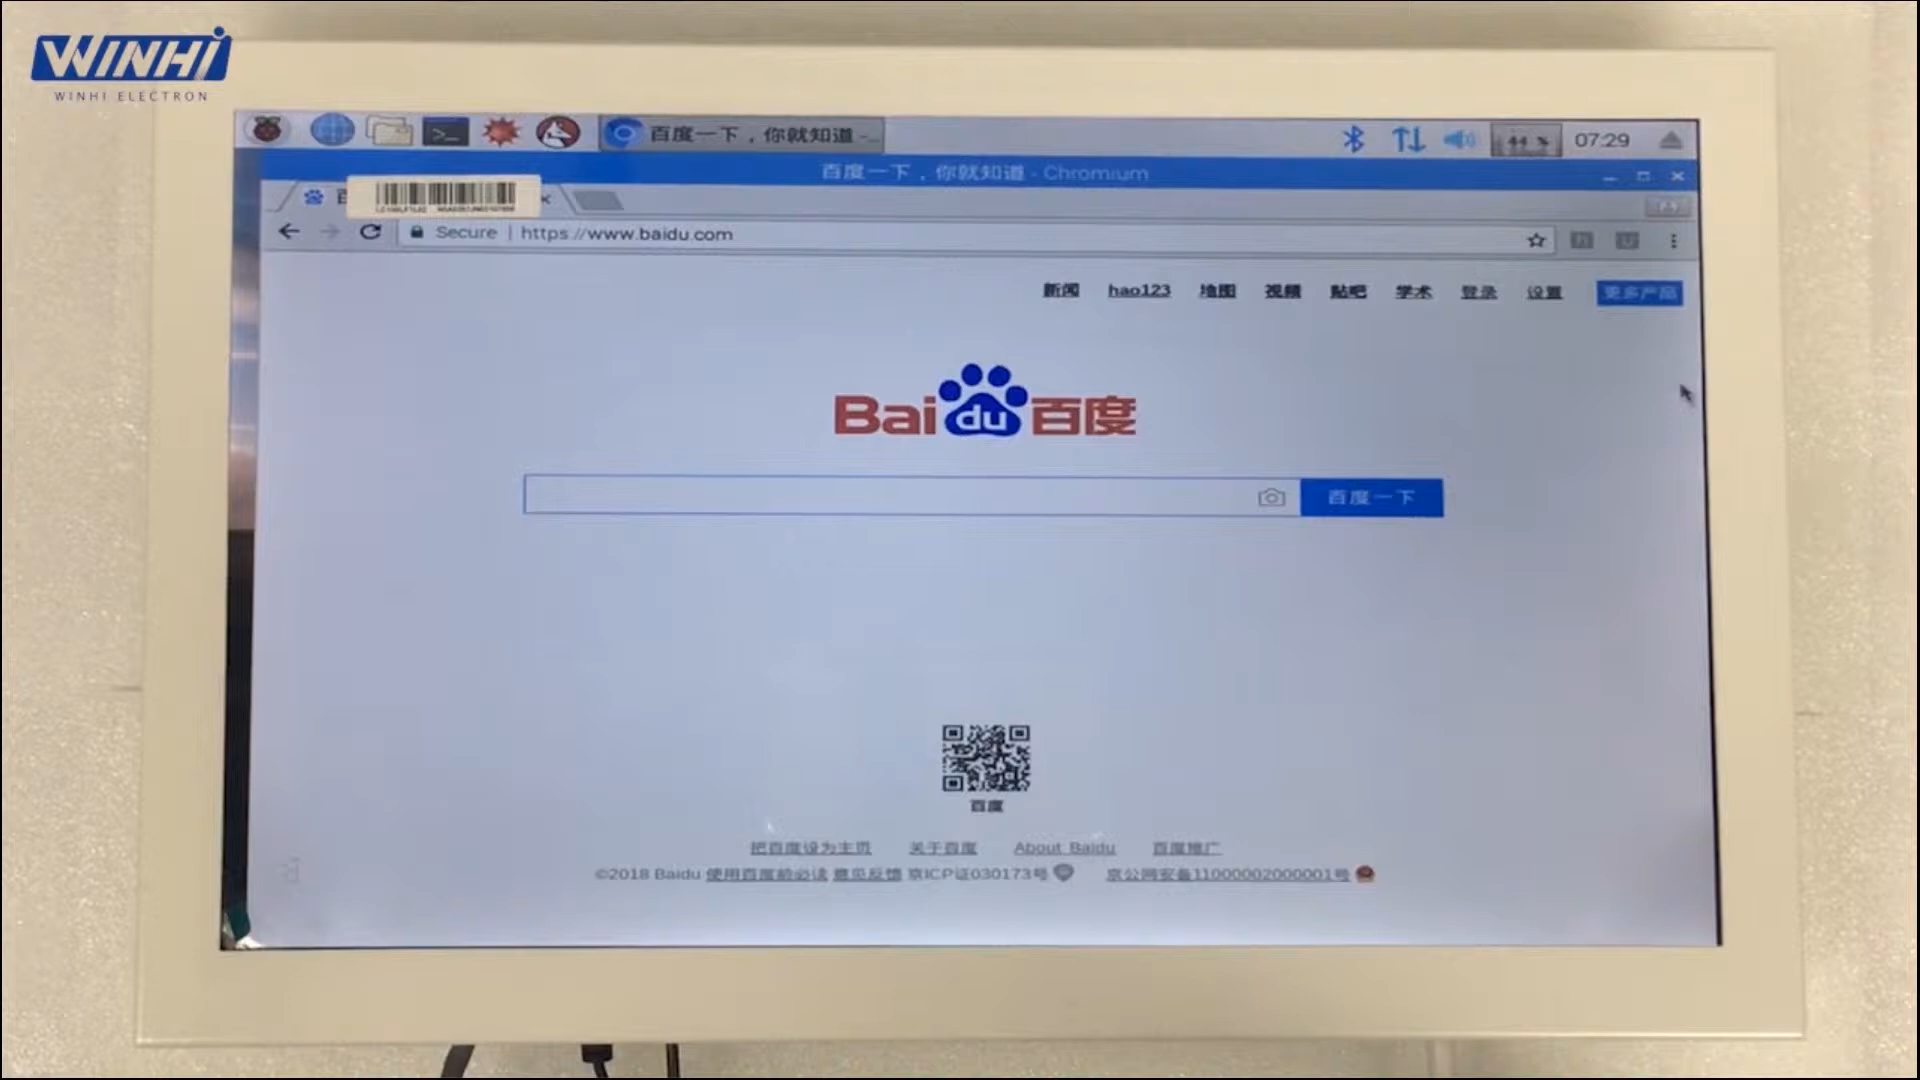 WINHi
WINHI ELECTRON
百度一下，你就知道 -...
07:29
百度一下，你就知道 - Chromium
Secure | https://www.baidu.com
新闻 hao123 地图 视频 贴吧 学术 登录 设置 更多产品
Bai du 百度
百度一下
百度
把百度设为主页 关于百度 About Baidu 百度推广
©2018 Baidu 使用百度前必读 意见反馈 京ICP证030173号 京公网安备11000002000001号